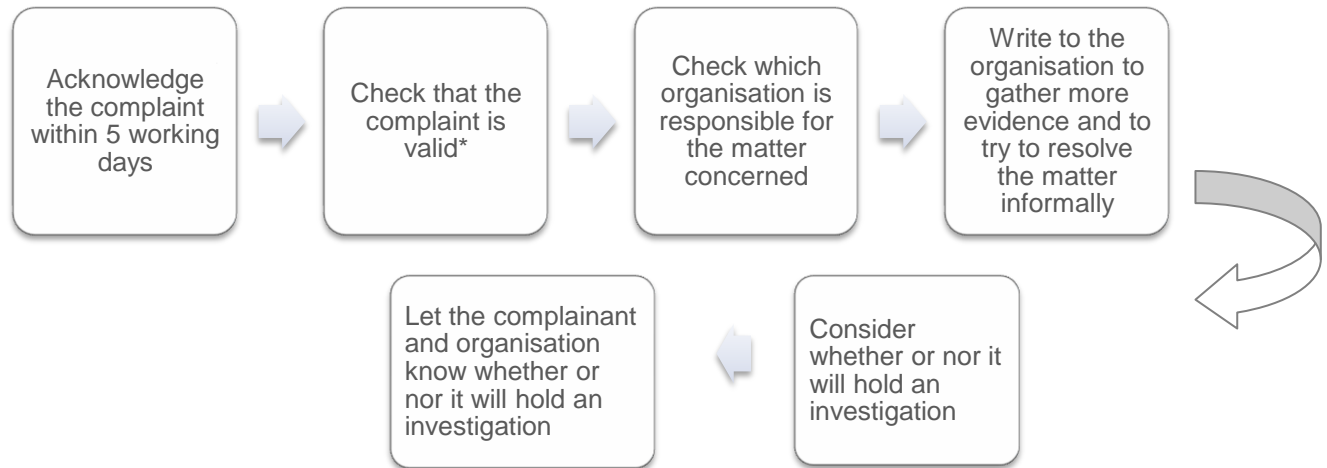 Acknowledge
the complaint
within 5 working
days
Check that the
complaint is
valid*
Check which
organisation is
responsible for
the matter
concerned
Write to the
organisation to
gather more
evidence and to
try to resolve
the matter
informally
Consider
whether or nor it
will hold an
investigation
Let the complainant
and organisation
know whether or
nor it will hold an
investigation